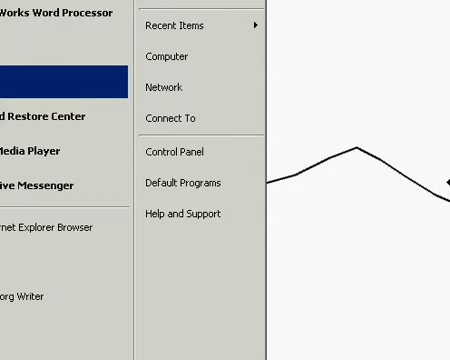 Works Word Processor
d Restore Center
Media Player
ive Messenger
rnet Explorer Browser
org Writer
Recent Items
Computer
Network
Connect To
Control Panel
Default Programs
Help and Support